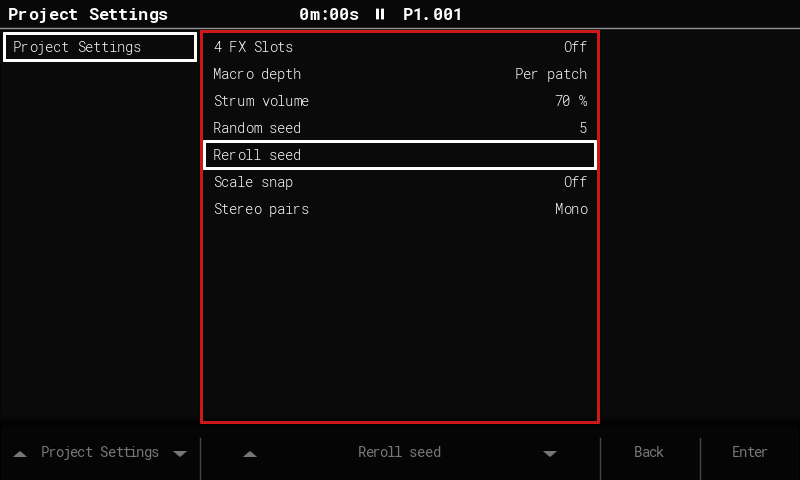 Project Settings 0m:00s P1.001
Project Settings
4 FX Slots Off
Macro depth Per patch
Strum volume 70 %
Random seed 5
Reroll seed
Scale snap Off
Stereo pairs Mono
Project Settings Reroll seed Back Enter